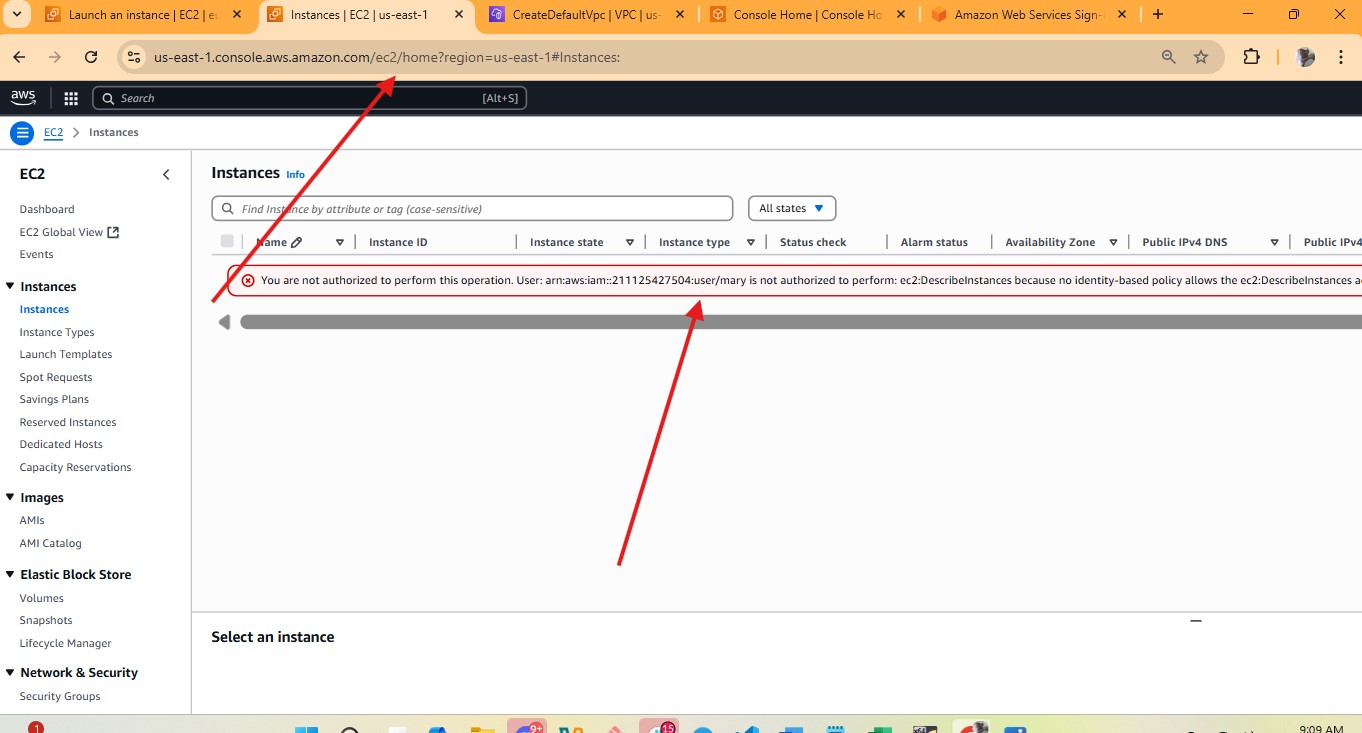 Launch an instance | EC2 | eu
Instances | EC2 | us-east-1
CreateDefaultVpc | VPC | us-
Console Home | Console Ho
Amazon Web Services Sign-
us-east-1.console.aws.amazon.com/ec2/home?region=us-east-1#Instances:
aws
Search
[Alt+S]
EC2
Instances
EC2
Dashboard
EC2 Global View
Events
Instances
Instances
Instance Types
Launch Templates
Spot Requests
Savings Plans
Reserved Instances
Dedicated Hosts
Capacity Reservations
Images
AMIs
AMI Catalog
Elastic Block Store
Volumes
Snapshots
Lifecycle Manager
Network & Security
Security Groups
Instances Info
Find Instance by attribute or tag (case-sensitive)
All states
Name
Instance ID
Instance state
Instance type
Status check
Alarm status
Availability Zone
Public IPv4 DNS
Public IPv4
You are not authorized to perform this operation. User: arn:aws:iam::211125427504:user/mary is not authorized to perform: ec2:DescribeInstances because no identity-based policy allows the ec2:DescribeInstances a
Select an instance
1
9+
15
9:09 AM